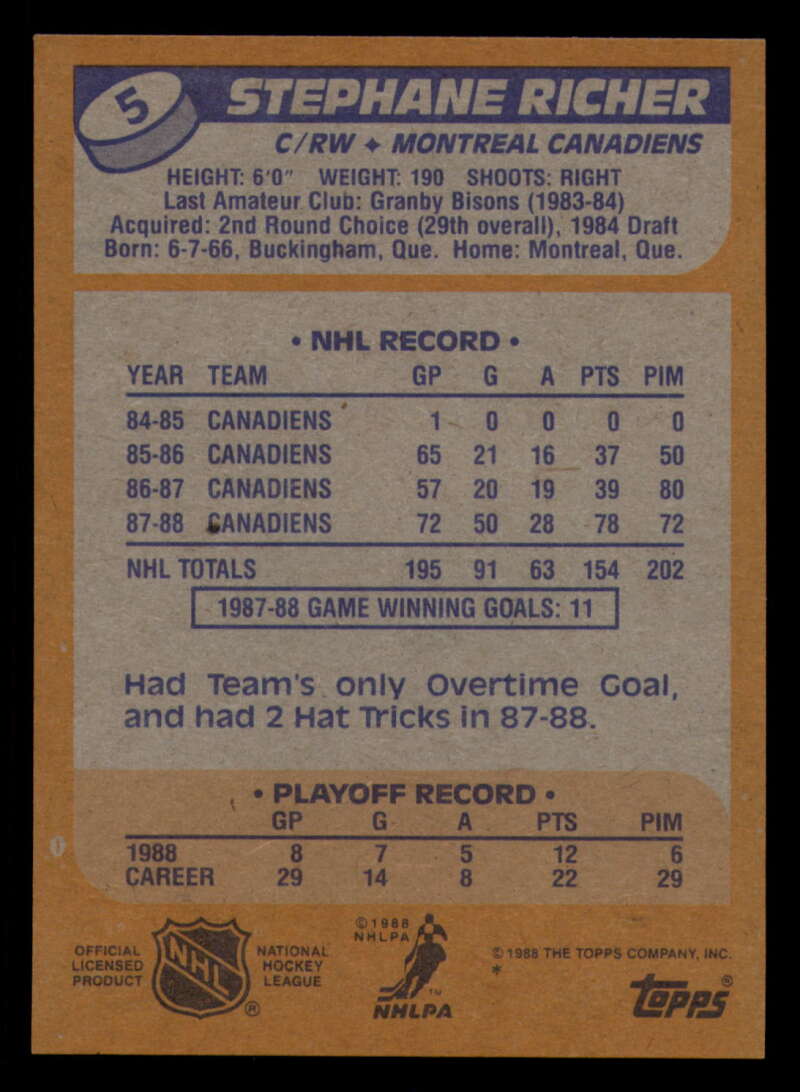 5
STEPHANE RICHER
C/RW ✦ MONTREAL CANADIENS
HEIGHT: 6'0" WEIGHT: 190 SHOOTS: RIGHT
Last Amateur Club: Granby Bisons (1983-84)
Acquired: 2nd Round Choice (29th overall), 1984 Draft
Born: 6-7-66, Buckingham, Que. Home: Montreal, Que.
• NHL RECORD •
YEAR TEAM GP G A PTS PIM
84-85 CANADIENS 1 0 0 0 0
85-86 CANADIENS 65 21 16 37 50
86-87 CANADIENS 57 20 19 39 80
87-88 CANADIENS 72 50 28 78 72
NHL TOTALS 195 91 63 154 202
1987-88 GAME WINNING GOALS: 11
Had Team's only Overtime Goal,
and had 2 Hat Tricks in 87-88.
• PLAYOFF RECORD •
GP G A PTS PIM
1988 8 7 5 12 6
CAREER 29 14 8 22 29
OFFICIAL
LICENSED
PRODUCT
NHL
®
NATIONAL
HOCKEY
LEAGUE
©1988
NHLPA
TM
NHLPA
©1988 THE TOPPS COMPANY, INC.
*
topps®